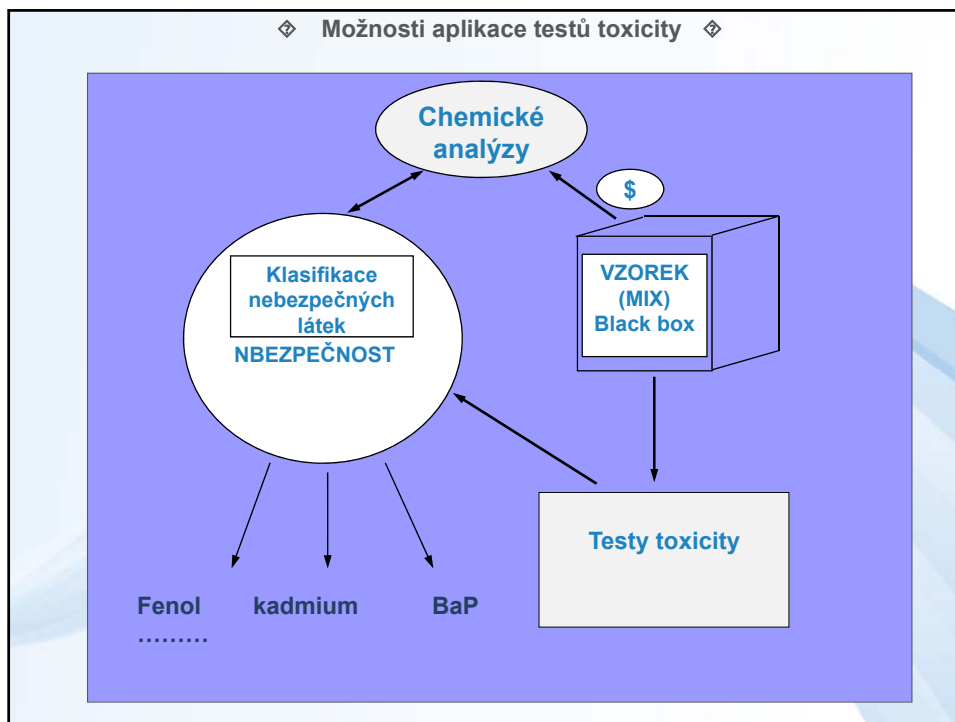 Možnosti aplikace testů toxicity
Chemické
analýzy
$
Klasifikace
nebezpečných
látek
NBEZPEČNOST
VZOREK
(MIX)
Black box
Testy toxicity
Fenol kadmium BaP
………